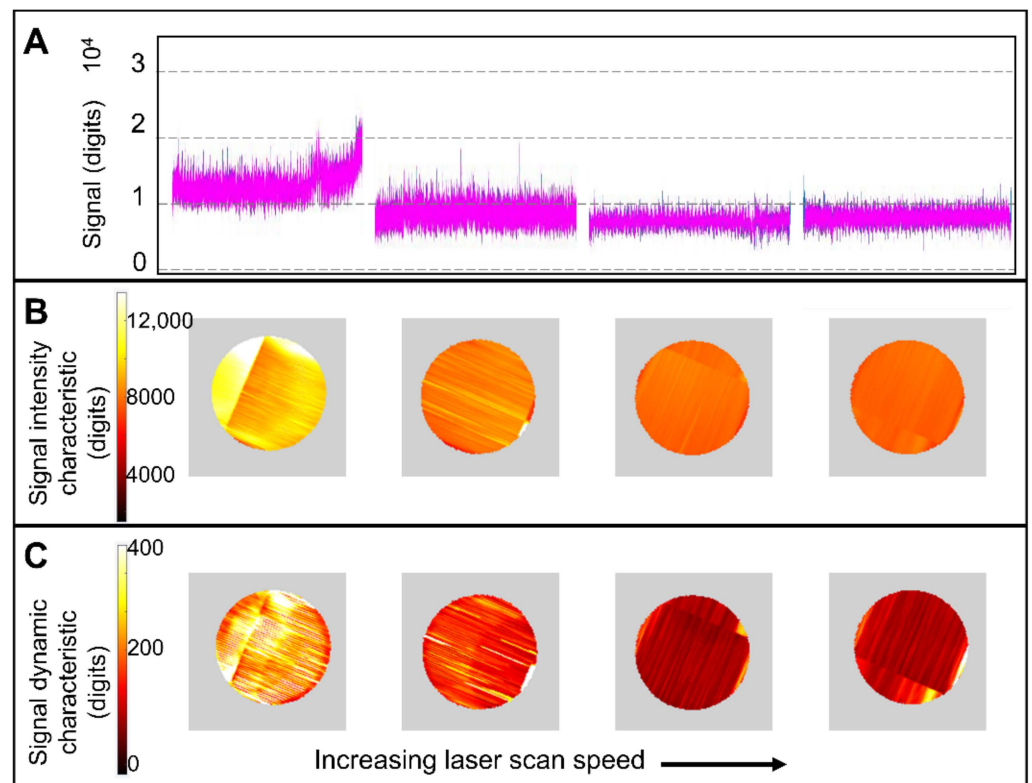 A
Signal (digits) 10⁴
3
2
1
0
B
Signal intensity
characteristic
(digits)
12,000
8000
4000
C
Signal dynamic
characteristic
(digits)
400
200
0
Increasing laser scan speed